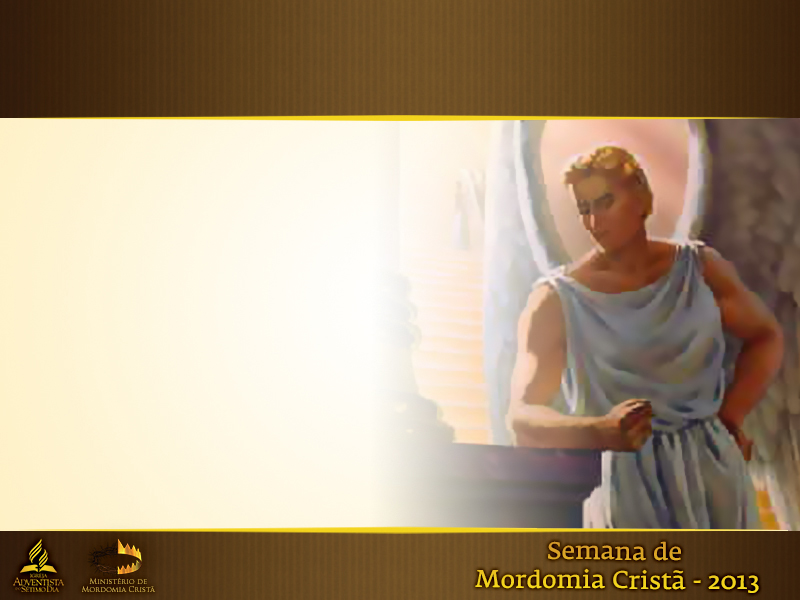 Semana de
Mordomia Cristã - 2013
IGREJA
ADVENTISTA
DO SÉTIMO DIA
MINISTÉRIO DE
MORDOMIA CRISTÃ